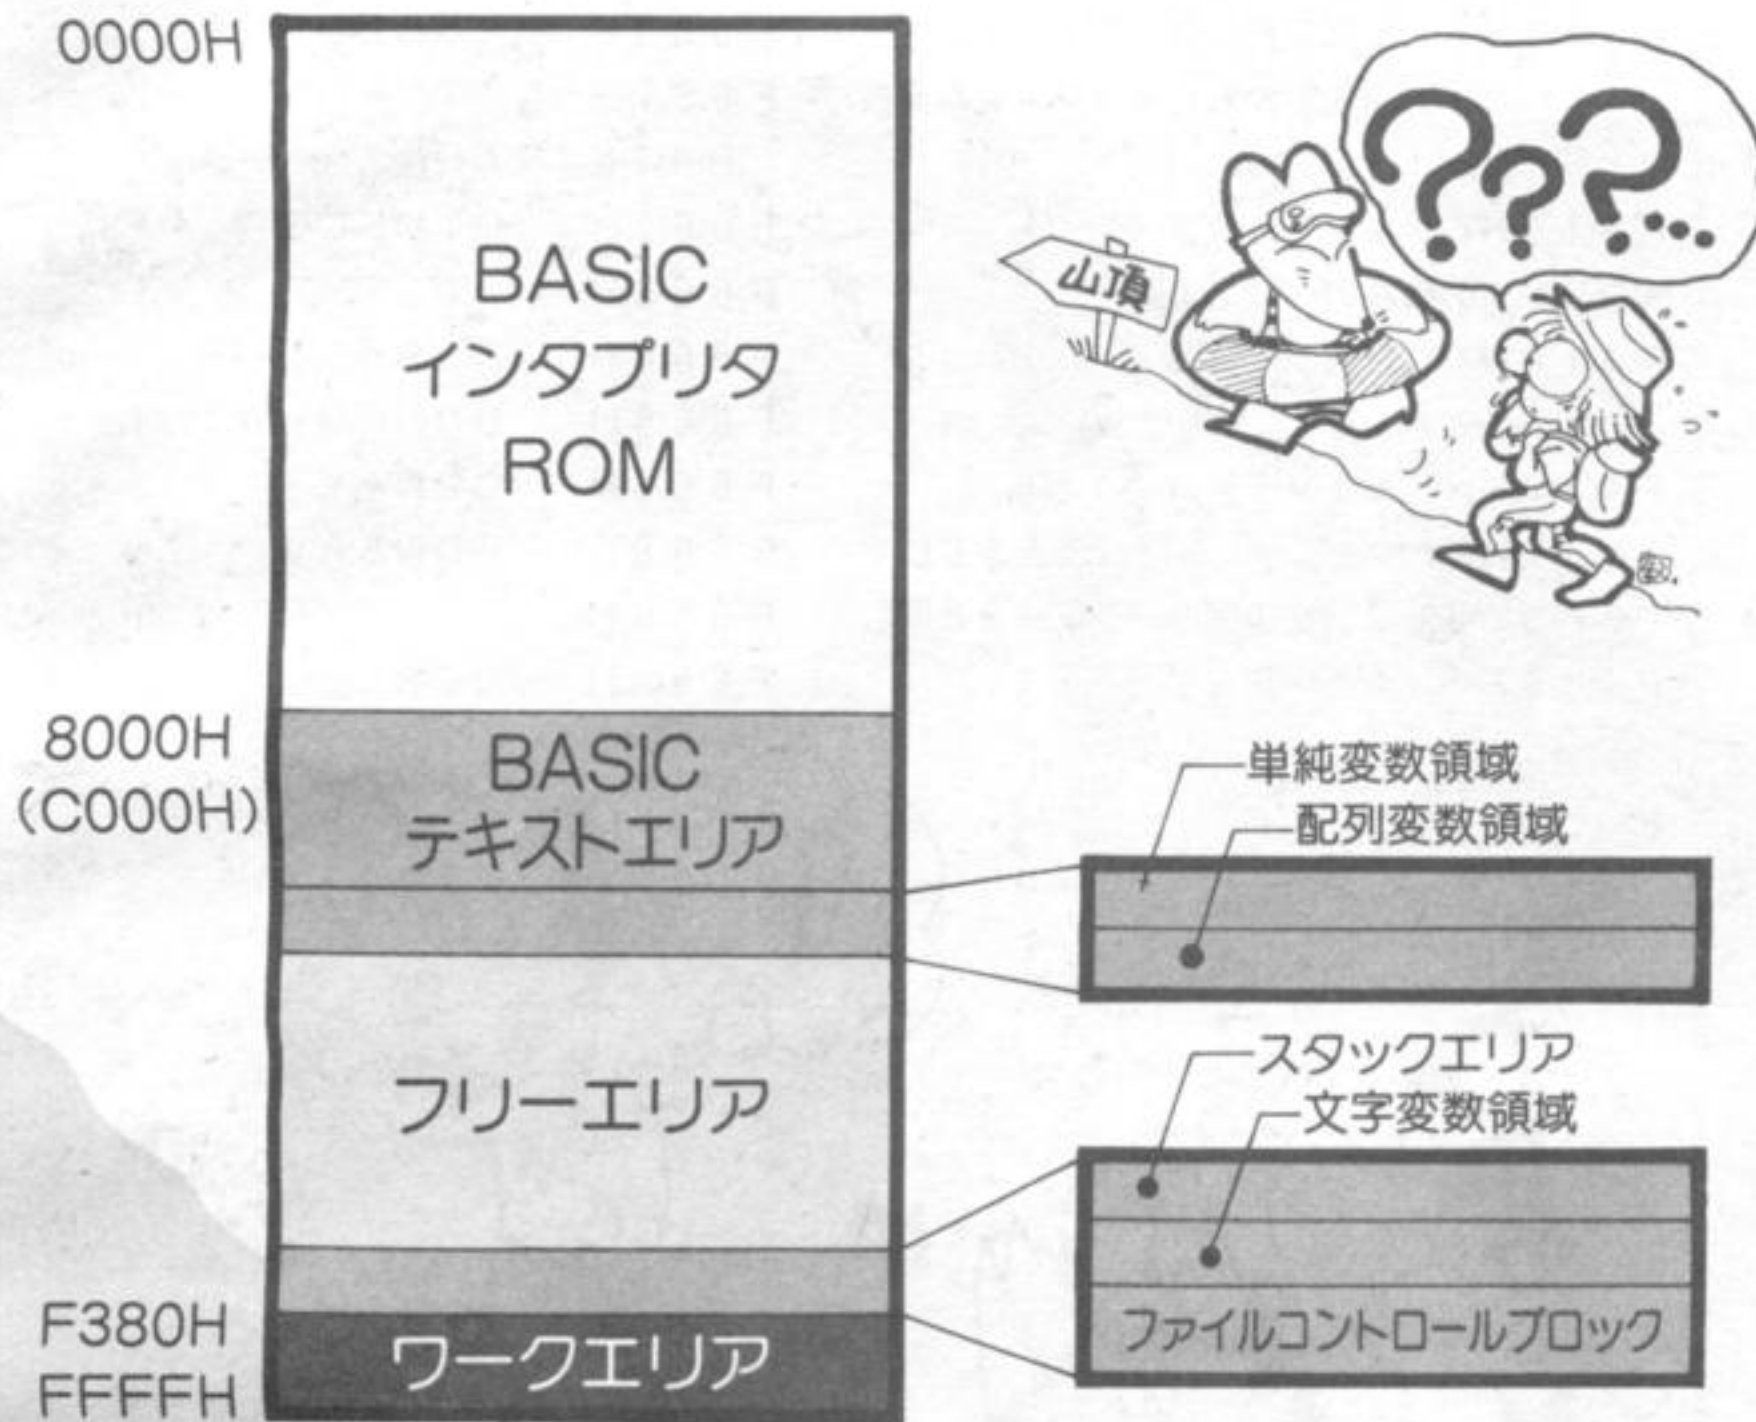 0000H
BASIC
インタプリタ
ROM
???...
山頂
8000H
(C000H)
BASIC
テキストエリア
単純変数領域
配列変数領域
フリーエリア
スタックエリア
文字変数領域
ファイルコントロールブロック
F380H
FFFFH
ワークエリア